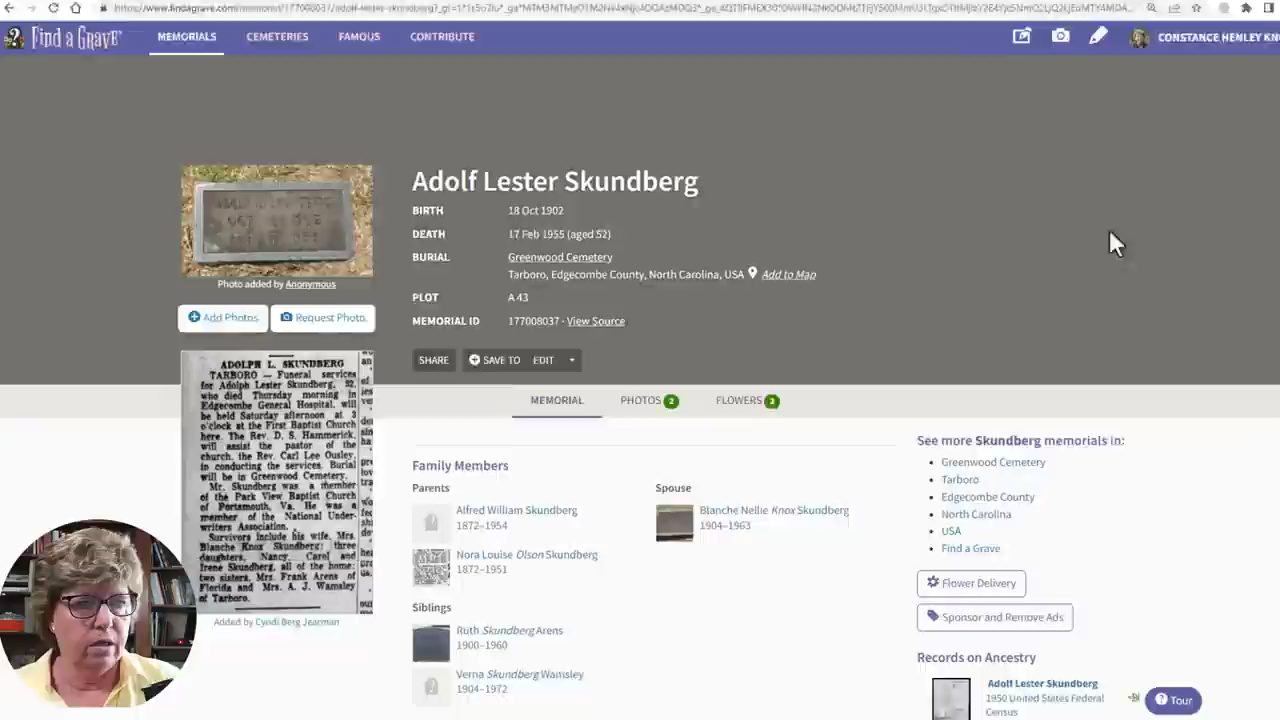 Find a Grave
MEMORIALS
CEMETERIES
FAMOUS
CONTRIBUTE
CONSTANCE HENLEY KN
Adolf Lester Skundberg
BIRTH 18 Oct 1902
DEATH 17 Feb 1955 (aged 52)
BURIAL Greenwood Cemetery
Tarboro, Edgecombe County, North Carolina, USA Add to Map
PLOT A 43
MEMORIAL ID 177008037 · View Source
SHARE SAVE TO EDIT
Photo added by Anonymous
Add Photos Request Photo
ADOLPH L. SKUNDBERG
TARBORO — Funeral services
for Adolph Lester Skundberg, 52,
who died Thursday morning in
Edgecombe General Hospital, will
be held Saturday afternoon at 3
o'clock at the First Baptist Church
here. The Rev. D. S. Hammerick,
will assist the pastor of the
church, the Rev. Carl Lee Ousley,
in conducting the services. Burial
will be in Greenwood Cemetery.
Mr. Skundberg was a member
of the Park View Baptist Church
of Portsmouth, Va. He was a
member of the National Under-
writers Association.
Survivors include his wife, Mrs.
Blanche Knox Skundberg; three
daughters, Nancy, Carol and
Irene Skundberg, all of the home;
two sisters, Mrs. Frank Arens of
Florida and Mrs. A. J. Wamsley
of Tarboro.
Added by Cyndi Berg Jearman
MEMORIAL
PHOTOS 2
FLOWERS
Family Members
Parents
Alfred William Skundberg
1872–1954
Nora Louise Olson Skundberg
1872–1951
Siblings
Ruth Skundberg Arens
1900–1960
Verna Skundberg Wamsley
1904–1972
Spouse
Blanche Nellie Knox Skundberg
1904–1963
See more Skundberg memorials in:
Greenwood Cemetery
Tarboro
Edgecombe County
North Carolina
USA
Find a Grave
Flower Delivery
Sponsor and Remove Ads
Records on Ancestry
Adolf Lester Skundberg
1950 United States Federal
Census
Tour